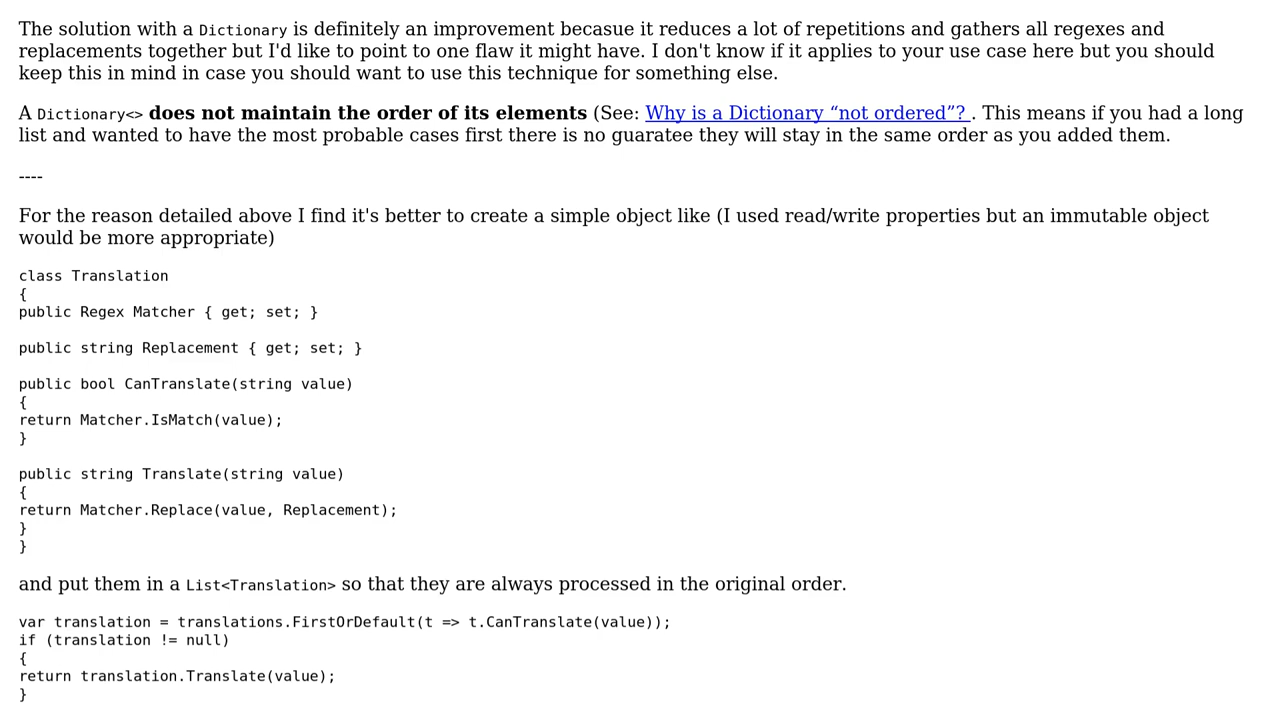 The solution with a Dictionary is definitely an improvement becasue it reduces a lot of repetitions and gathers all regexes and
replacements together but I'd like to point to one flaw it might have. I don't know if it applies to your use case here but you should
keep this in mind in case you should want to use this technique for something else.
A Dictionary<> does not maintain the order of its elements (See: Why is a Dictionary “not ordered”? . This means if you had a long
list and wanted to have the most probable cases first there is no guaratee they will stay in the same order as you added them.
----
For the reason detailed above I find it's better to create a simple object like (I used read/write properties but an immutable object
would be more appropriate)
class Translation
{
public Regex Matcher { get; set; }
public string Replacement { get; set; }
public bool CanTranslate(string value)
{
return Matcher.IsMatch(value);
}
public string Translate(string value)
{
return Matcher.Replace(value, Replacement);
}
}
and put them in a List<Translation> so that they are always processed in the original order.
var translation = translations.FirstOrDefault(t => t.CanTranslate(value));
if (translation != null)
{
return translation.Translate(value);
}